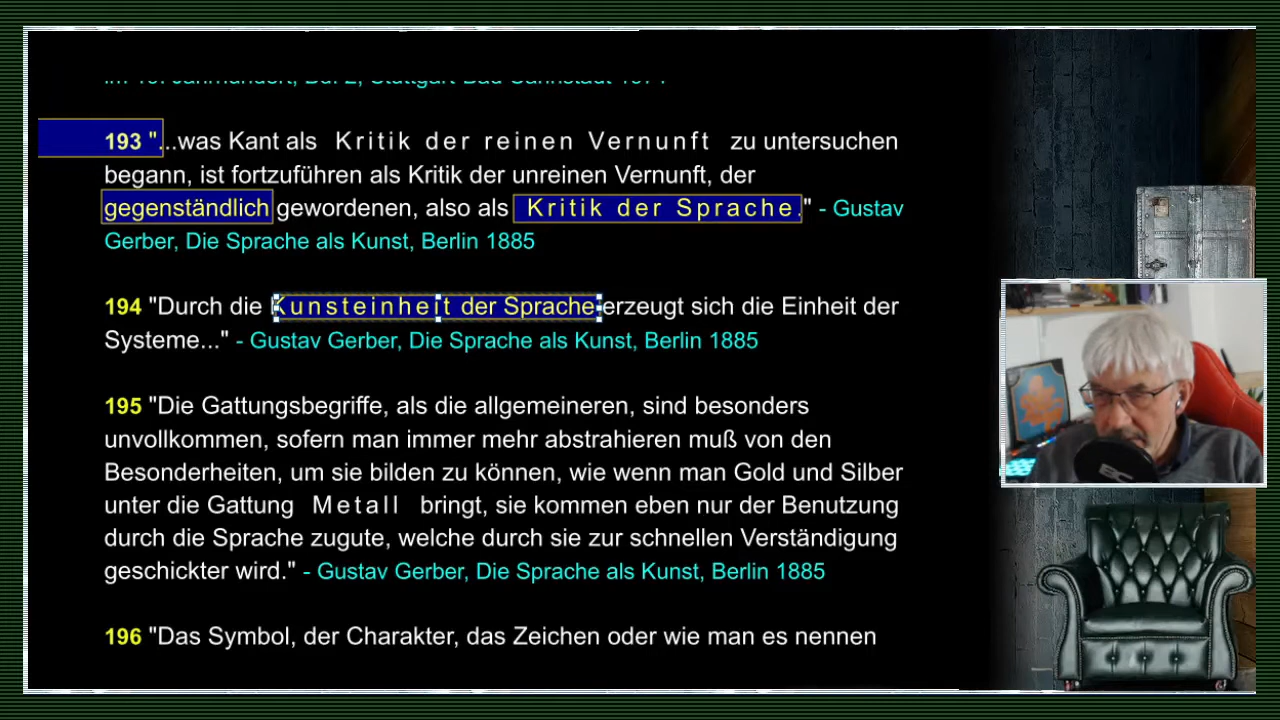 193 "...was Kant als Kritik der reinen Vernunft zu untersuchen
begann, ist fortzuführen als Kritik der unreinen Vernunft, der
gegenständlich gewordenen, also als Kritik der Sprache." - Gustav
Gerber, Die Sprache als Kunst, Berlin 1885
194 "Durch die Kunsteinheit der Sprache erzeugt sich die Einheit der
Systeme..." - Gustav Gerber, Die Sprache als Kunst, Berlin 1885
195 "Die Gattungsbegriffe, als die allgemeineren, sind besonders
unvollkommen, sofern man immer mehr abstrahieren muß von den
Besonderheiten, um sie bilden zu können, wie wenn man Gold und Silber
unter die Gattung Metall bringt, sie kommen eben nur der Benutzung
durch die Sprache zugute, welche durch sie zur schnellen Verständigung
geschickter wird." - Gustav Gerber, Die Sprache als Kunst, Berlin 1885
196 "Das Symbol, der Charakter, das Zeichen oder wie man es nennen